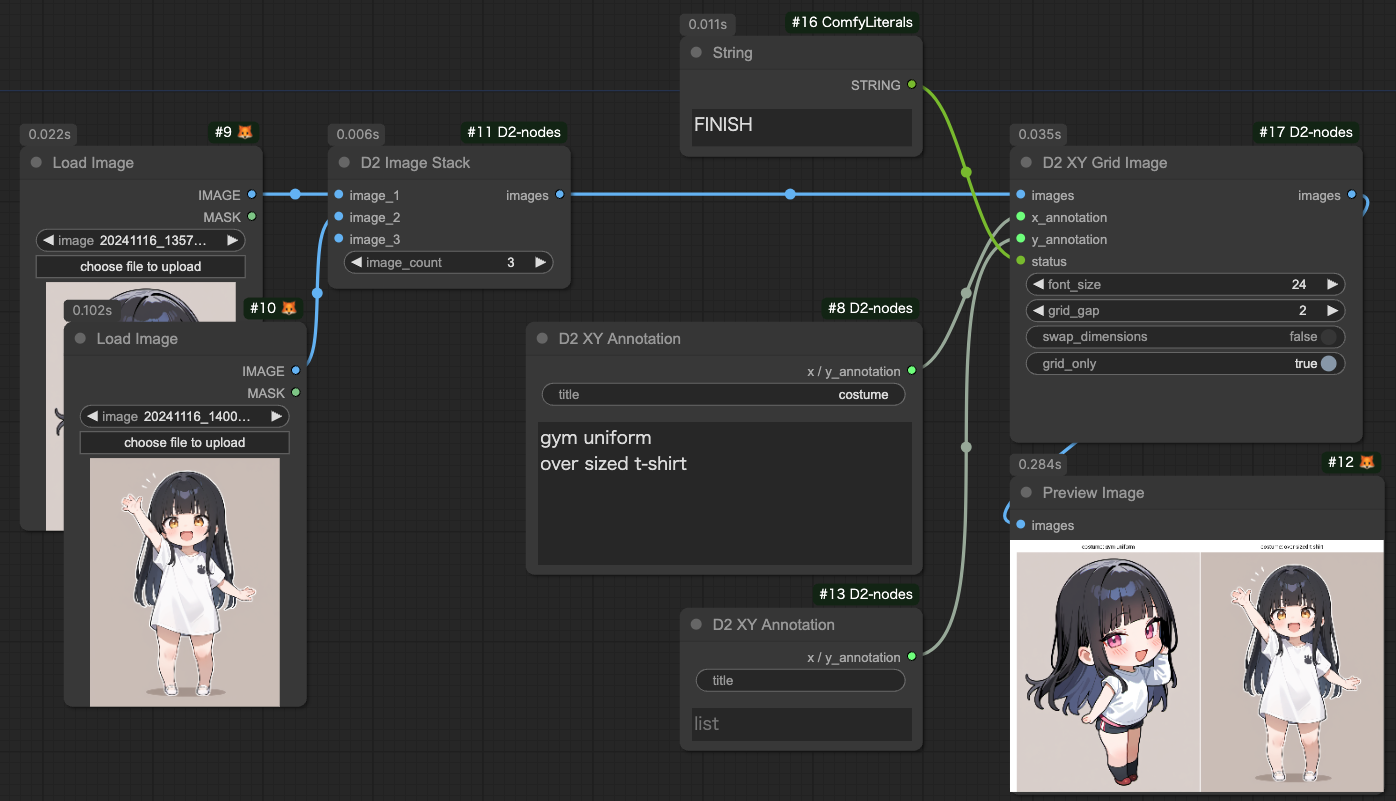 0.011s
#16 ComfyLiterals
String
STRING
FINISH
0.022s
#9 🦊
Load Image
IMAGE
MASK
image 20241116_1357...
choose file to upload
0.102s
#10 🦊
Load Image
IMAGE
MASK
image 20241116_1400...
choose file to upload
0.006s
#11 D2-nodes
D2 Image Stack
image_1
images
image_2
image_3
image_count 3
#8 D2-nodes
D2 XY Annotation
x / y_annotation
title costume
gym uniform
over sized t-shirt
#13 D2-nodes
D2 XY Annotation
x / y_annotation
title
list
0.035s
#17 D2-nodes
D2 XY Grid Image
images
images
x_annotation
y_annotation
status
font_size 24
grid_gap 2
swap_dimensions false
grid_only true
0.284s
#12 🦊
Preview Image
images
costume: gym uniform
costume: over sized t-shirt